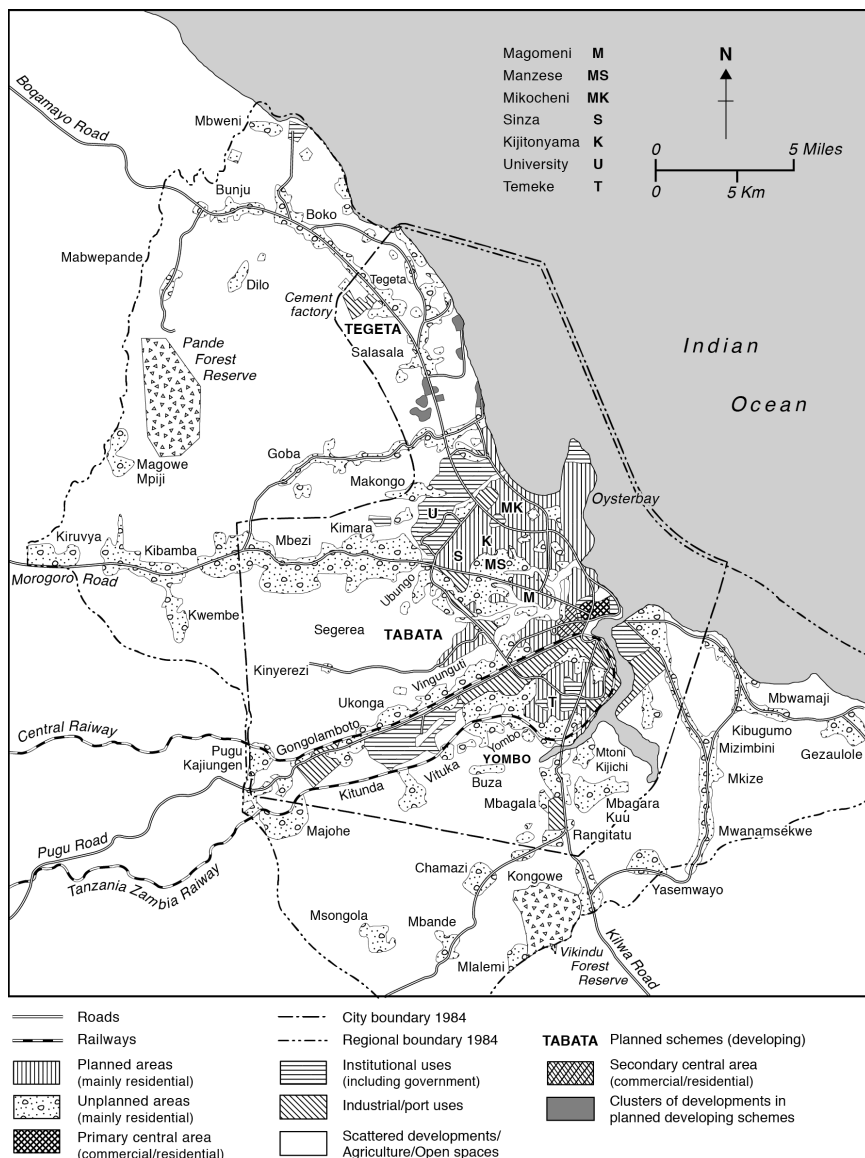 Magomeni M
Manzese MS
Mikocheni MK
Sinza S
Kijitonyama K
University U
Temeke T
N
0 5 Miles
0 5 Km
Boqamayo Road
Mbweni
Bunju
Boko
Mabwepande
Dilo
Tegeta
Cement
factory
TEGETA
Salasala
Pande
Forest
Reserve
Indian
Ocean
Goba
Magowe
Mpiji
Makongo
Oysterbay
MK
U
K
Kiruvya
Kibamba
Mbezi
Kimara
S
MS
Morogoro Road
Ubungo
M
Kwembe
Segerea
TABATA
Kinyerezi
Vingunguti
Ukonga
Mbwamaji
Central Raiway
Gongolamboto
T
Kibugumo
Mizimbini
Gezaulole
Pugu
Kajiungen
Yombo
YOMBO
Mtoni
Kijichi
Vituka
Buza
Mkize
Kitunda
Mbagala
Mbagara
Kuu
Pugu Road
Majohe
Rangitatu
Mwanamsekwe
Tanzania Zambia Railway
Chamazi
Kongowe
Yasemwayo
Msongola
Mbande
Mlalemi
Vikindu
Forest
Reserve
Kilwa Road
Roads
Railways
Planned areas
(mainly residential)
Unplanned areas
(mainly residential)
Primary central area
(commercial/residential)
City boundary 1984
Regional boundary 1984
Institutional uses
(including government)
Industrial/port uses
Scattered developments/
Agriculture/Open spaces
TABATA Planned schemes (developing)
Secondary central area
(commercial/residential)
Clusters of developments in
planned developing schemes